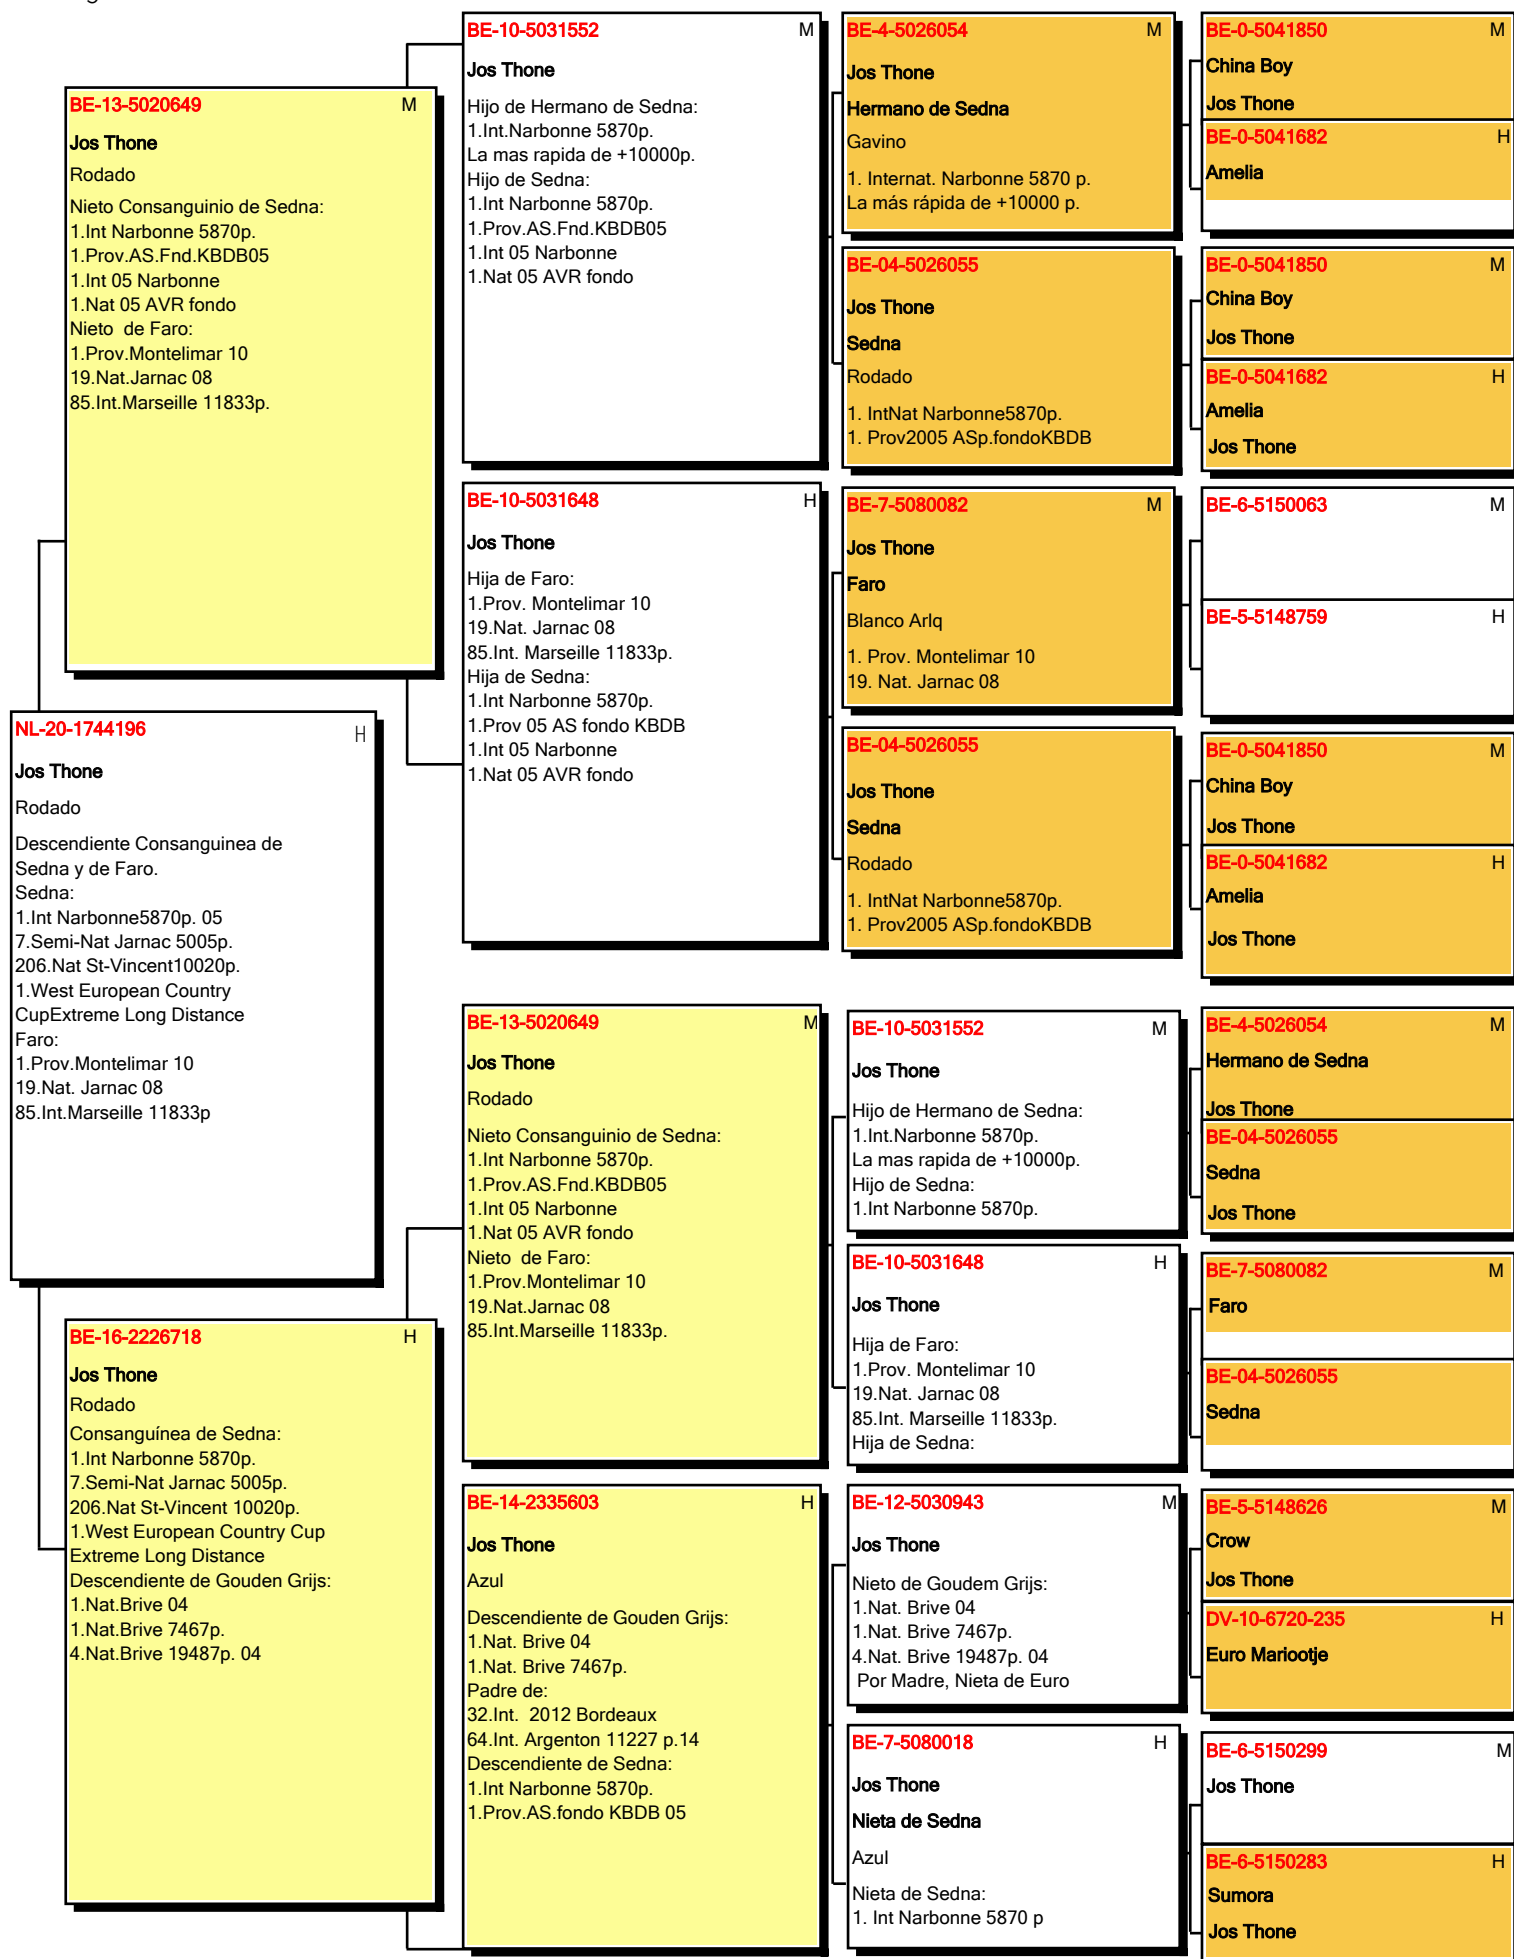 BE-13-5020649 M
Jos Thone
Rodado
Nieto Consanguinio de Sedna:
1.Int Narbonne 5870p.
1.Prov.AS.Fnd.KBDB05
1.Int 05 Narbonne
1.Nat 05 AVR fondo
Nieto  de Faro:
1.Prov.Montelimar 10
19.Nat.Jarnac 08
85.Int.Marseille 11833p.
NL-20-1744196 H
Jos Thone
Rodado
Descendiente Consanguinea de
Sedna y de Faro.
Sedna:
1.Int Narbonne5870p. 05
7.Semi-Nat Jarnac 5005p.
206.Nat St-Vincent10020p.
1.West European Country
CupExtreme Long Distance
Faro:
1.Prov.Montelimar 10
19.Nat. Jarnac 08
85.Int.Marseille 11833p
BE-16-2226718 H
Jos Thone
Rodado
Consanguínea de Sedna:
1.Int Narbonne 5870p.
7.Semi-Nat Jarnac 5005p.
206.Nat St-Vincent 10020p.
1.West European Country Cup
Extreme Long Distance
Descendiente de Gouden Grijs:
1.Nat.Brive 04
1.Nat.Brive 7467p.
4.Nat.Brive 19487p. 04
BE-10-5031552 M
Jos Thone
Hijo de Hermano de Sedna:
1.Int.Narbonne 5870p.
La mas rapida de +10000p.
Hijo de Sedna:
1.Int Narbonne 5870p.
1.Prov.AS.Fnd.KBDB05
1.Int 05 Narbonne
1.Nat 05 AVR fondo
BE-10-5031648 H
Jos Thone
Hija de Faro:
1.Prov. Montelimar 10
19.Nat. Jarnac 08
85.Int. Marseille 11833p.
Hija de Sedna:
1.Int Narbonne 5870p.
1.Prov 05 AS fondo KBDB
1.Int 05 Narbonne
1.Nat 05 AVR fondo
BE-13-5020649 M
Jos Thone
Rodado
Nieto Consanguinio de Sedna:
1.Int Narbonne 5870p.
1.Prov.AS.Fnd.KBDB05
1.Int 05 Narbonne
1.Nat 05 AVR fondo
Nieto  de Faro:
1.Prov.Montelimar 10
19.Nat.Jarnac 08
85.Int.Marseille 11833p.
BE-14-2335603 H
Jos Thone
Azul
Descendiente de Gouden Grijs:
1.Nat. Brive 04
1.Nat. Brive 7467p.
Padre de:
32.Int.  2012 Bordeaux
64.Int. Argenton 11227 p.14
Descendiente de Sedna:
1.Int Narbonne 5870p.
1.Prov.AS.fondo KBDB 05
BE-4-5026054 M
Jos Thone
Hermano de Sedna
Gavino
1. Internat. Narbonne 5870 p.
La más rápida de +10000 p.
BE-04-5026055
Jos Thone
Sedna
Rodado
1. IntNat Narbonne5870p.
1. Prov2005 ASp.fondoKBDB
BE-7-5080082 M
Jos Thone
Faro
Blanco Arlq
1. Prov. Montelimar 10
19. Nat. Jarnac 08
BE-04-5026055
Jos Thone
Sedna
Rodado
1. IntNat Narbonne5870p.
1. Prov2005 ASp.fondoKBDB
BE-10-5031552 M
Jos Thone
Hijo de Hermano de Sedna:
1.Int.Narbonne 5870p.
La mas rapida de +10000p.
Hijo de Sedna:
1.Int Narbonne 5870p.
BE-10-5031648 H
Jos Thone
Hija de Faro:
1.Prov. Montelimar 10
19.Nat. Jarnac 08
85.Int. Marseille 11833p.
Hija de Sedna:
BE-12-5030943 M
Jos Thone
Nieto de Goudem Grijs:
1.Nat. Brive 04
1.Nat. Brive 7467p.
4.Nat. Brive 19487p. 04
Por Madre, Nieta de Euro
BE-7-5080018 H
Jos Thone
Nieta de Sedna
Azul
Nieta de Sedna:
1. Int Narbonne 5870 p
BE-0-5041850 M
China Boy
Jos Thone
BE-0-5041682 H
Amelia
BE-0-5041850 M
China Boy
Jos Thone
BE-0-5041682 H
Amelia
Jos Thone
BE-6-5150063 M
BE-5-5148759 H
BE-0-5041850 M
China Boy
Jos Thone
BE-0-5041682 H
Amelia
Jos Thone
BE-4-5026054 M
Hermano de Sedna
Jos Thone
BE-04-5026055
Sedna
Jos Thone
BE-7-5080082 M
Faro
BE-04-5026055
Sedna
BE-5-5148626 M
Crow
Jos Thone
DV-10-6720-235 H
Euro Mariootje
BE-6-5150299 M
Jos Thone
BE-6-5150283 H
Sumora
Jos Thone